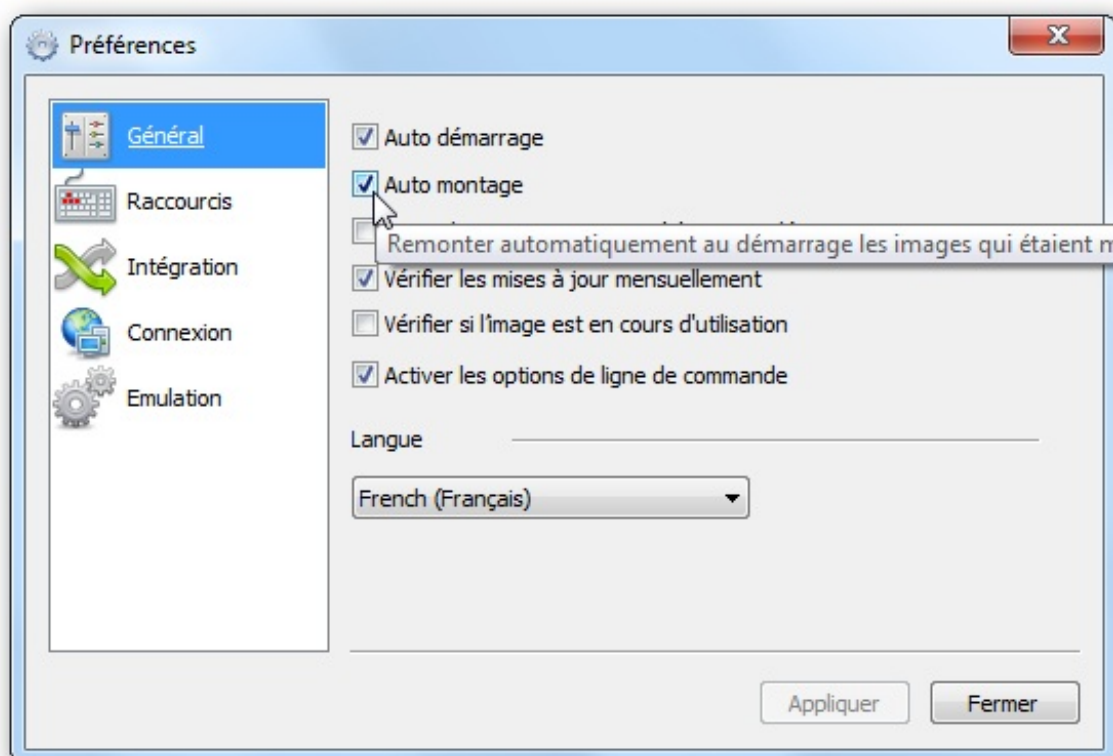 Préférences
Général
Raccourcis
Intégration
Connexion
Emulation
Auto démarrage
Auto montage
Remonter automatiquement au démarrage les images qui étaient
Vérifier les mises à jour mensuellement
Vérifier si l'image est en cours d'utilisation
Activer les options de ligne de commande
Langue
French (Français)
Appliquer
Fermer